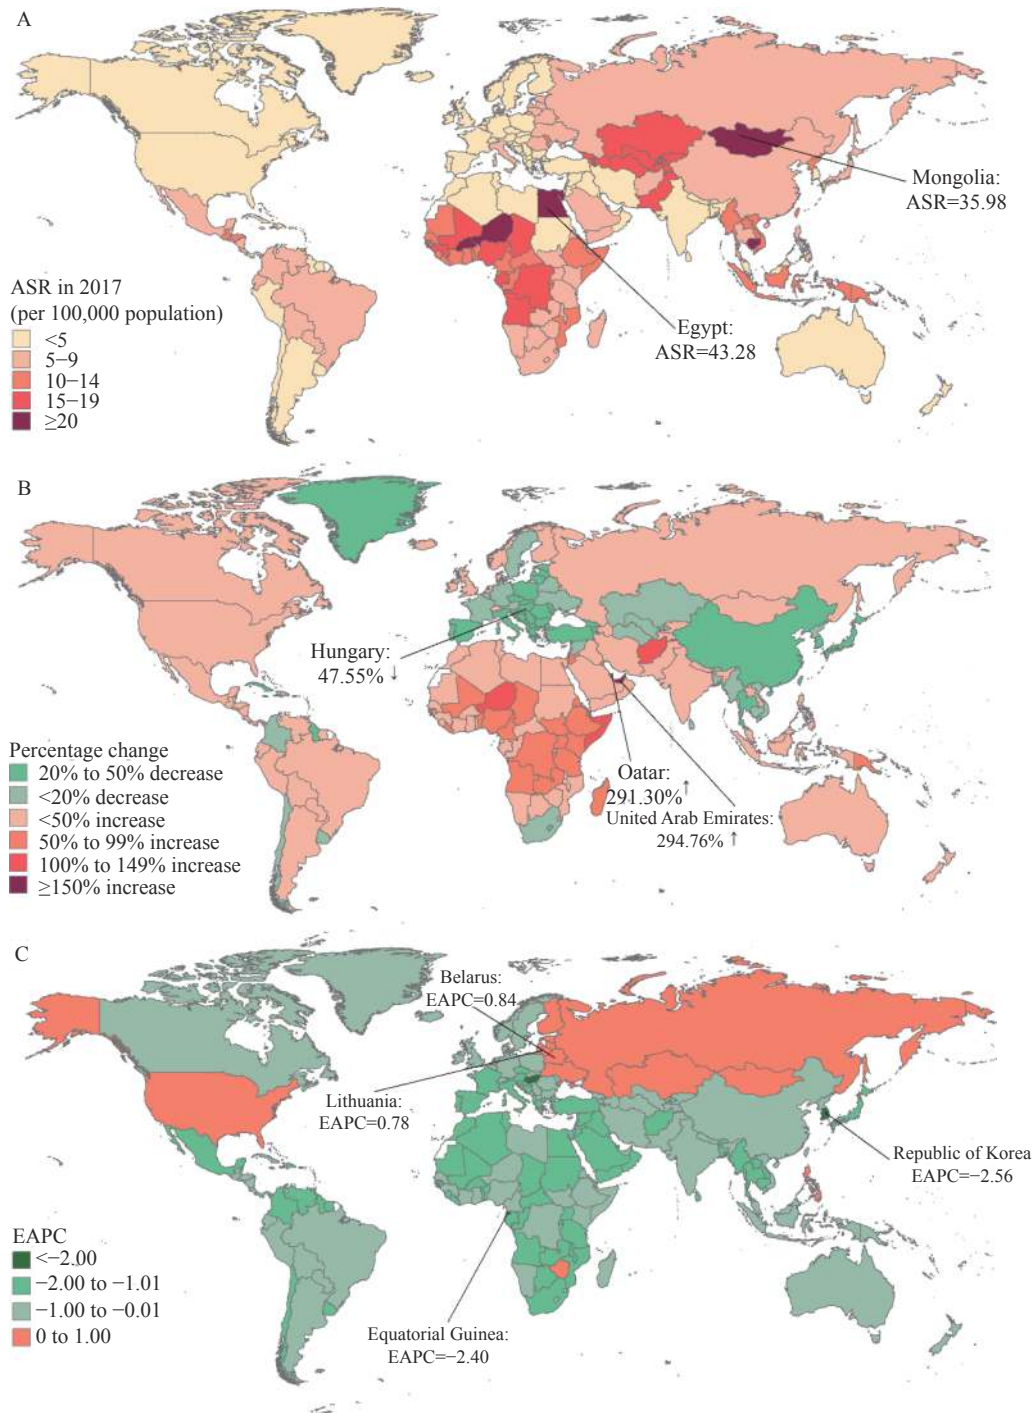 A
Mongolia:
ASR=35.98
Egypt:
ASR=43.28
ASR in 2017
(per 100,000 population)
<5
5−9
10−14
15−19
≥20
B
Hungary:
47.55% ↓
Qatar:
291.30% ↑
United Arab Emirates:
294.76% ↑
Percentage change
20% to 50% decrease
<20% decrease
<50% increase
50% to 99% increase
100% to 149% increase
≥150% increase
C
Belarus:
EAPC=0.84
Lithuania:
EAPC=0.78
Republic of Korea
EAPC=−2.56
Equatorial Guinea:
EAPC=−2.40
EAPC
<−2.00
−2.00 to −1.01
−1.00 to −0.01
0 to 1.00